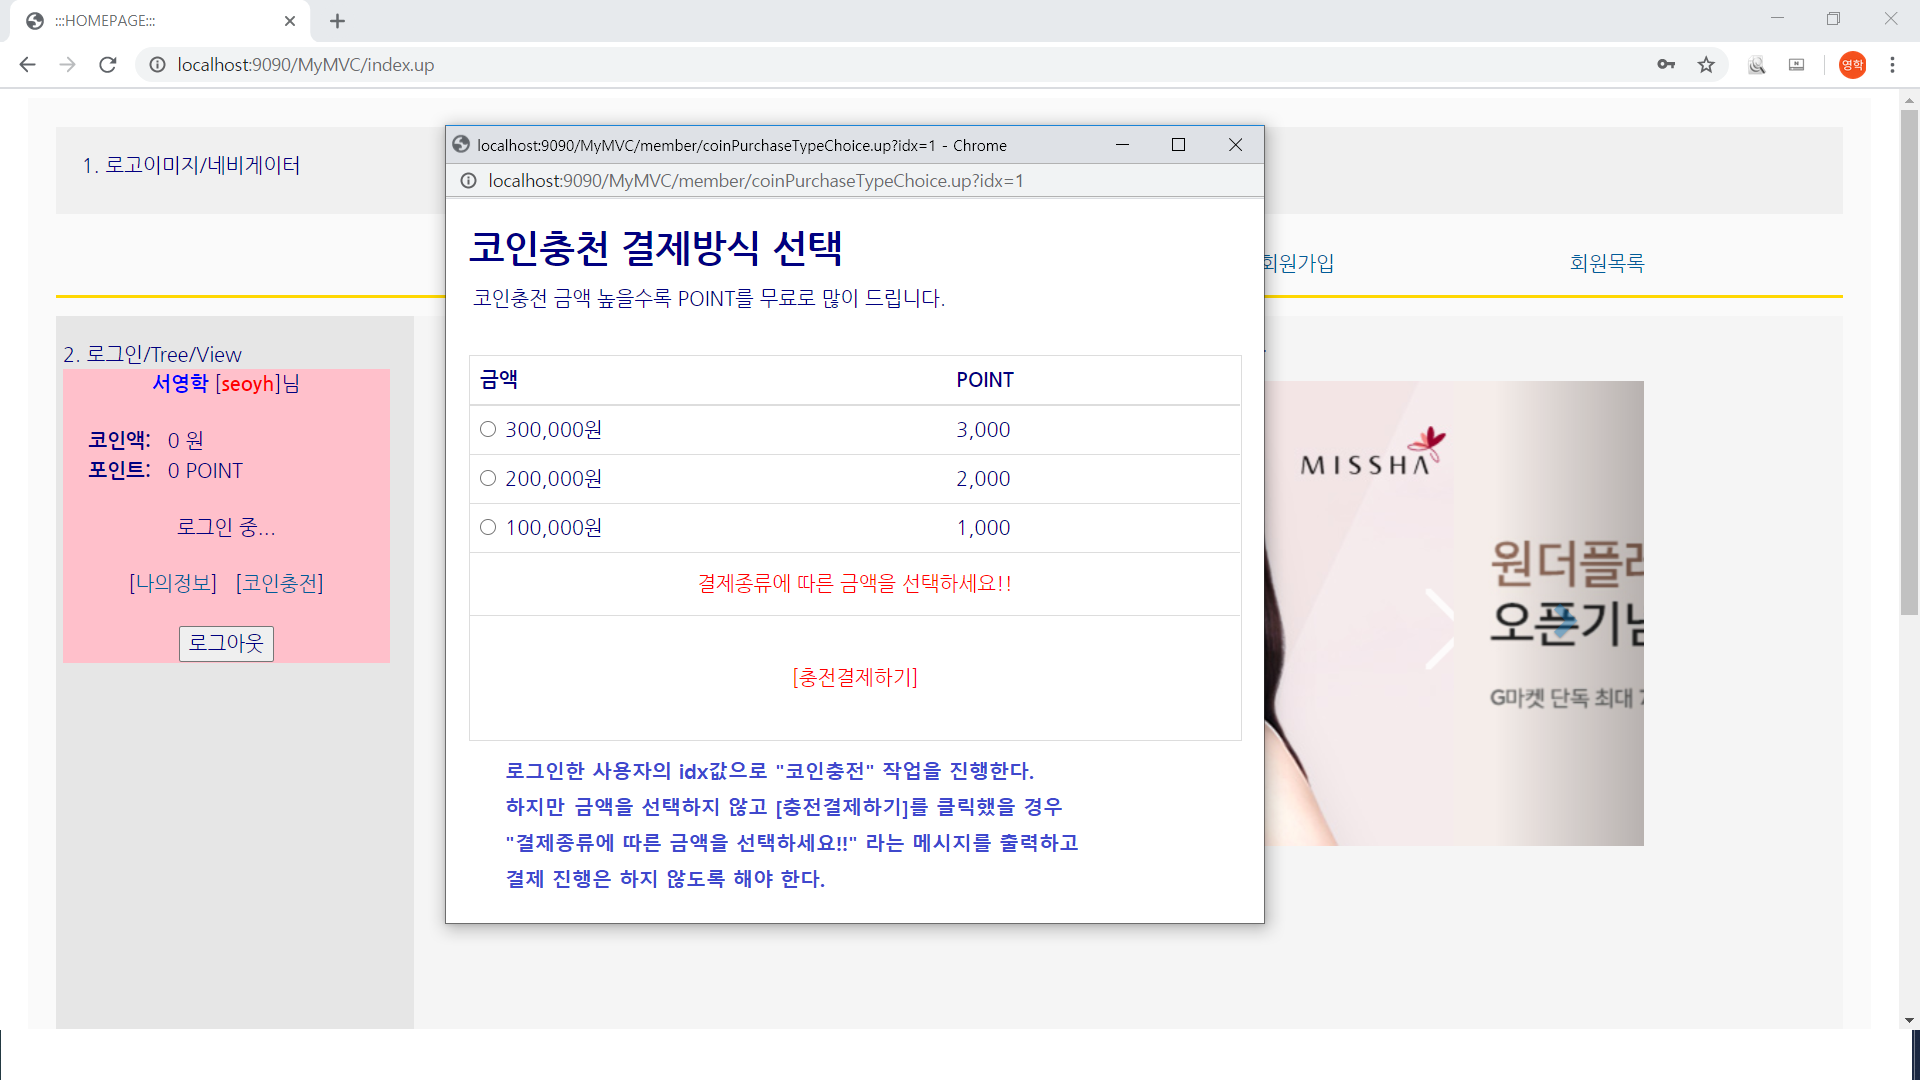 :::HOMEPAGE:::
localhost:9090/MyMVC/index.up
영학
1. 로고이미지/네비게이터
회원가입
회원목록
2. 로그인/Tree/View
서영학 [seoyh]님
코인액: 0 원
포인트: 0 POINT
로그인 중...
[나의정보] [코인충전]
로그아웃
localhost:9090/MyMVC/member/coinPurchaseTypeChoice.up?idx=1 - Chrome
localhost:9090/MyMVC/member/coinPurchaseTypeChoice.up?idx=1
코인충천 결제방식 선택
코인충전 금액 높을수록 POINT를 무료로 많이 드립니다.
금액 POINT
300,000원 3,000
200,000원 2,000
100,000원 1,000
결제종류에 따른 금액을 선택하세요!!
[충전결제하기]
로그인한 사용자의 idx값으로 "코인충전" 작업을 진행한다.
하지만 금액을 선택하지 않고 [충전결제하기]를 클릭했을 경우
"결제종류에 따른 금액을 선택하세요!!" 라는 메시지를 출력하고
결제 진행은 하지 않도록 해야 한다.
MISSHA
원더플
오픈기념
G마켓 단독 최대